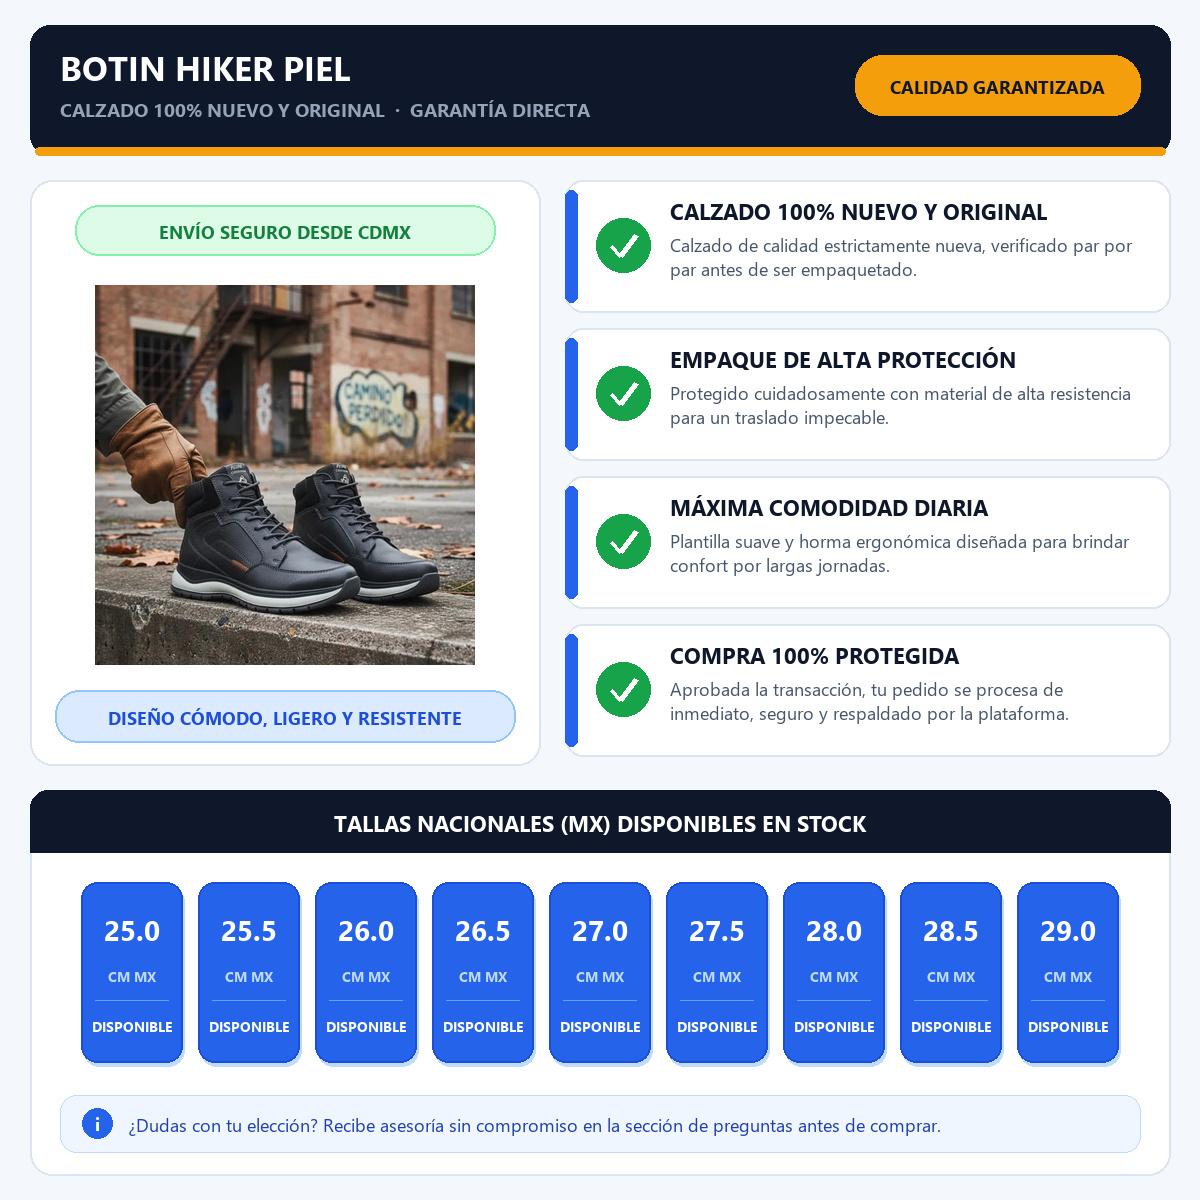 BOTIN HIKER PIEL
CALZADO 100% NUEVO Y ORIGINAL · GARANTÍA DIRECTA
CALIDAD GARANTIZADA
ENVÍO SEGURO DESDE CDMX
CAMINO
PERDIDO
DISEÑO CÓMODO, LIGERO Y RESISTENTE
CALZADO 100% NUEVO Y ORIGINAL
Calzado de calidad estrictamente nueva, verificado par por
par antes de ser empaquetado.
EMPAQUE DE ALTA PROTECCIÓN
Protegido cuidadosamente con material de alta resistencia
para un traslado impecable.
MÁXIMA COMODIDAD DIARIA
Plantilla suave y horma ergonómica diseñada para brindar
confort por largas jornadas.
COMPRA 100% PROTEGIDA
Aprobada la transacción, tu pedido se procesa de
inmediato, seguro y respaldado por la plataforma.
TALLAS NACIONALES (MX) DISPONIBLES EN STOCK
25.0 25.5 26.0 26.5 27.0 27.5 28.0 28.5 29.0
CM MX CM MX CM MX CM MX CM MX CM MX CM MX CM MX CM MX
DISPONIBLE DISPONIBLE DISPONIBLE DISPONIBLE DISPONIBLE DISPONIBLE DISPONIBLE DISPONIBLE DISPONIBLE
¿Dudas con tu elección? Recibe asesoría sin compromiso en la sección de preguntas antes de comprar.